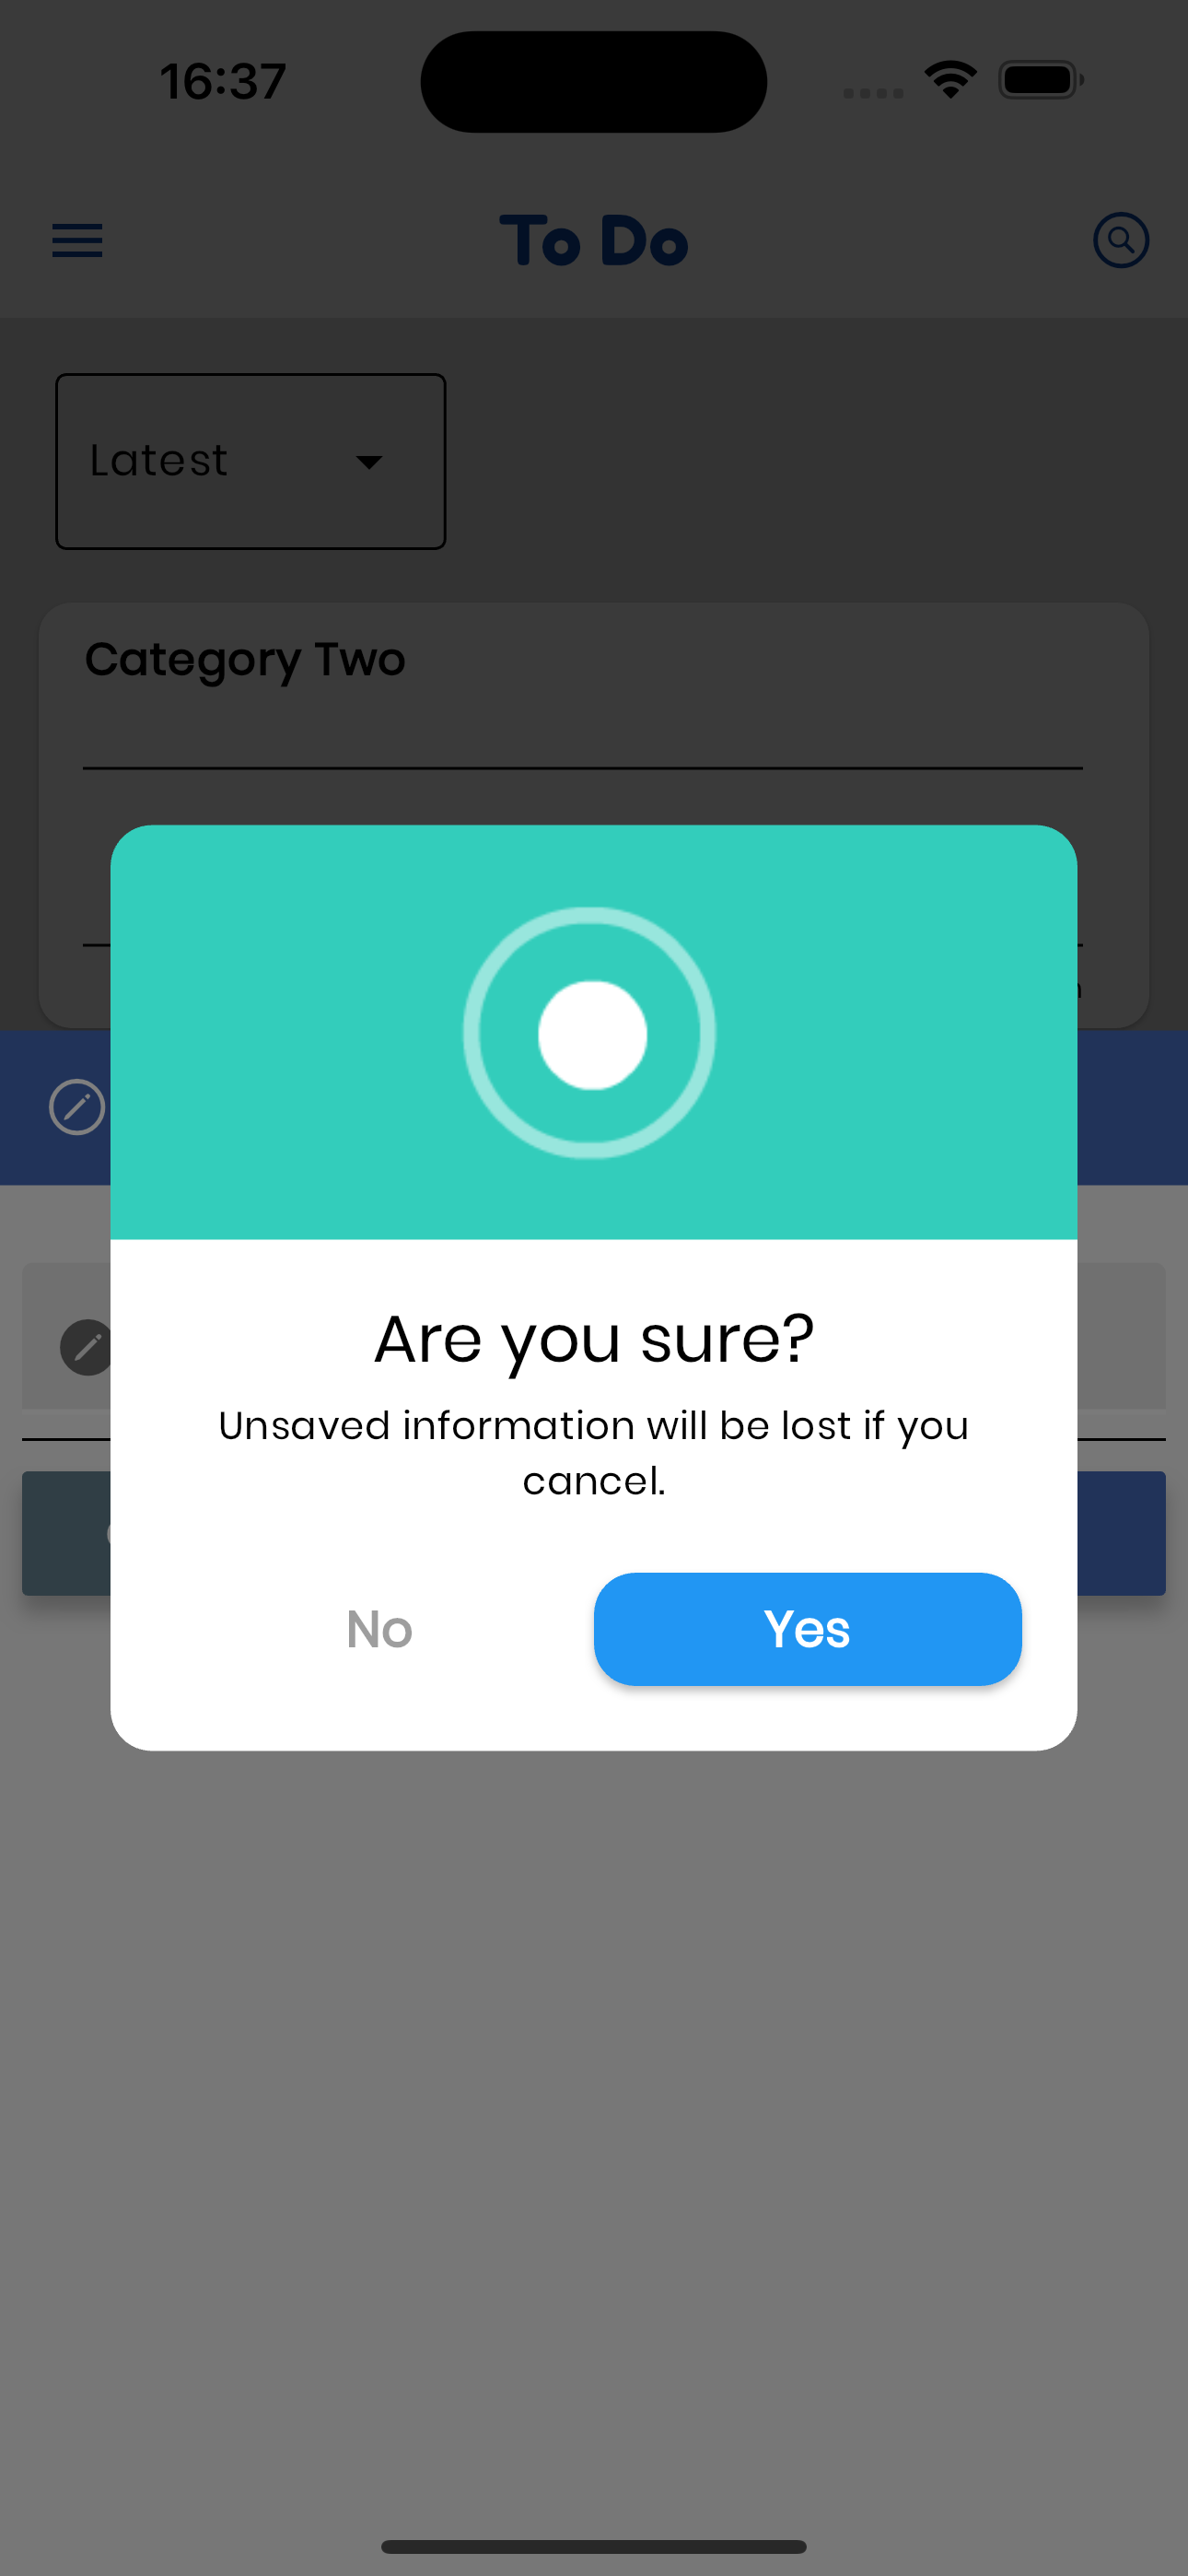 16:37
To Do
Latest
Category Two
Are you sure?
Unsaved information will be lost if you
cancel.
No
Yes